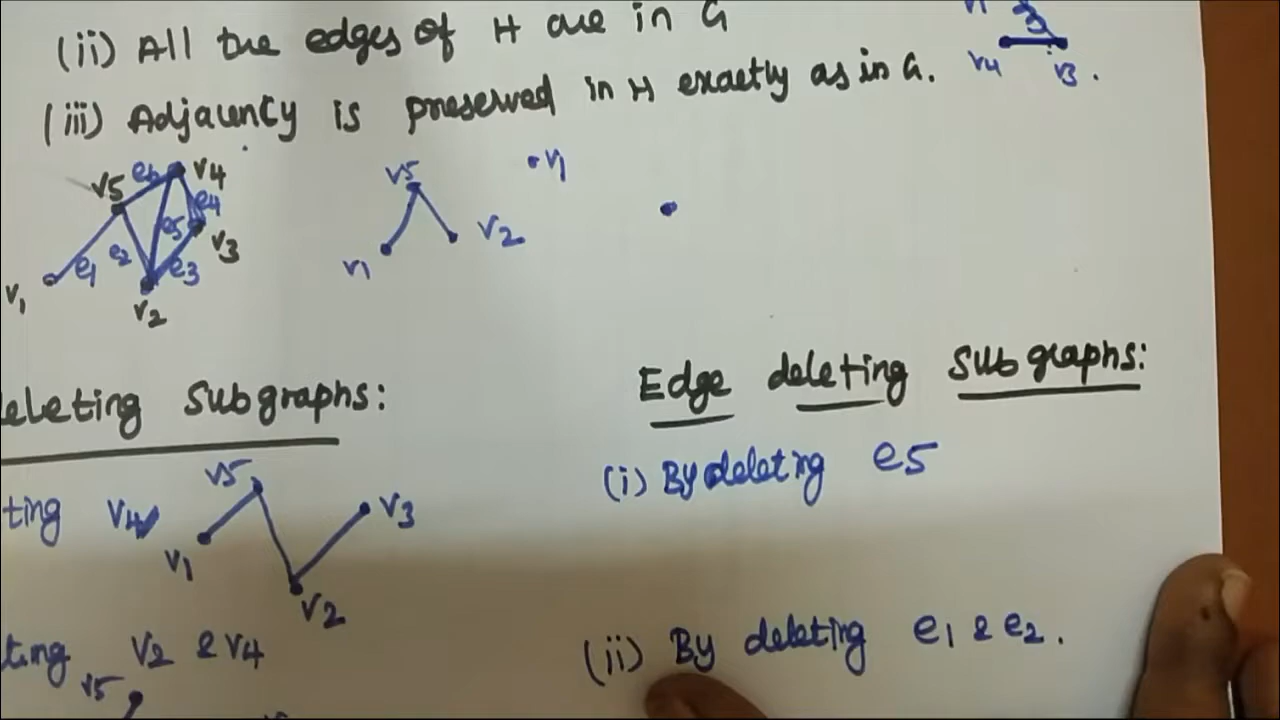 (ii) All the edges of H are in G
(iii) Adjacency is preserved in H exactly as in G.
v4
v3.
v5
e6
v4
e4
e5
v3
e2
e1
e3
v1
v2
v5
v2
v1
.v1
eleting Subgraphs:
Edge deleting Subgraphs:
(i) By deleting e5
ting v4
v5
v3
v1
v2
(ii) By deleting e1 & e2.
ting v2 & v4
v5